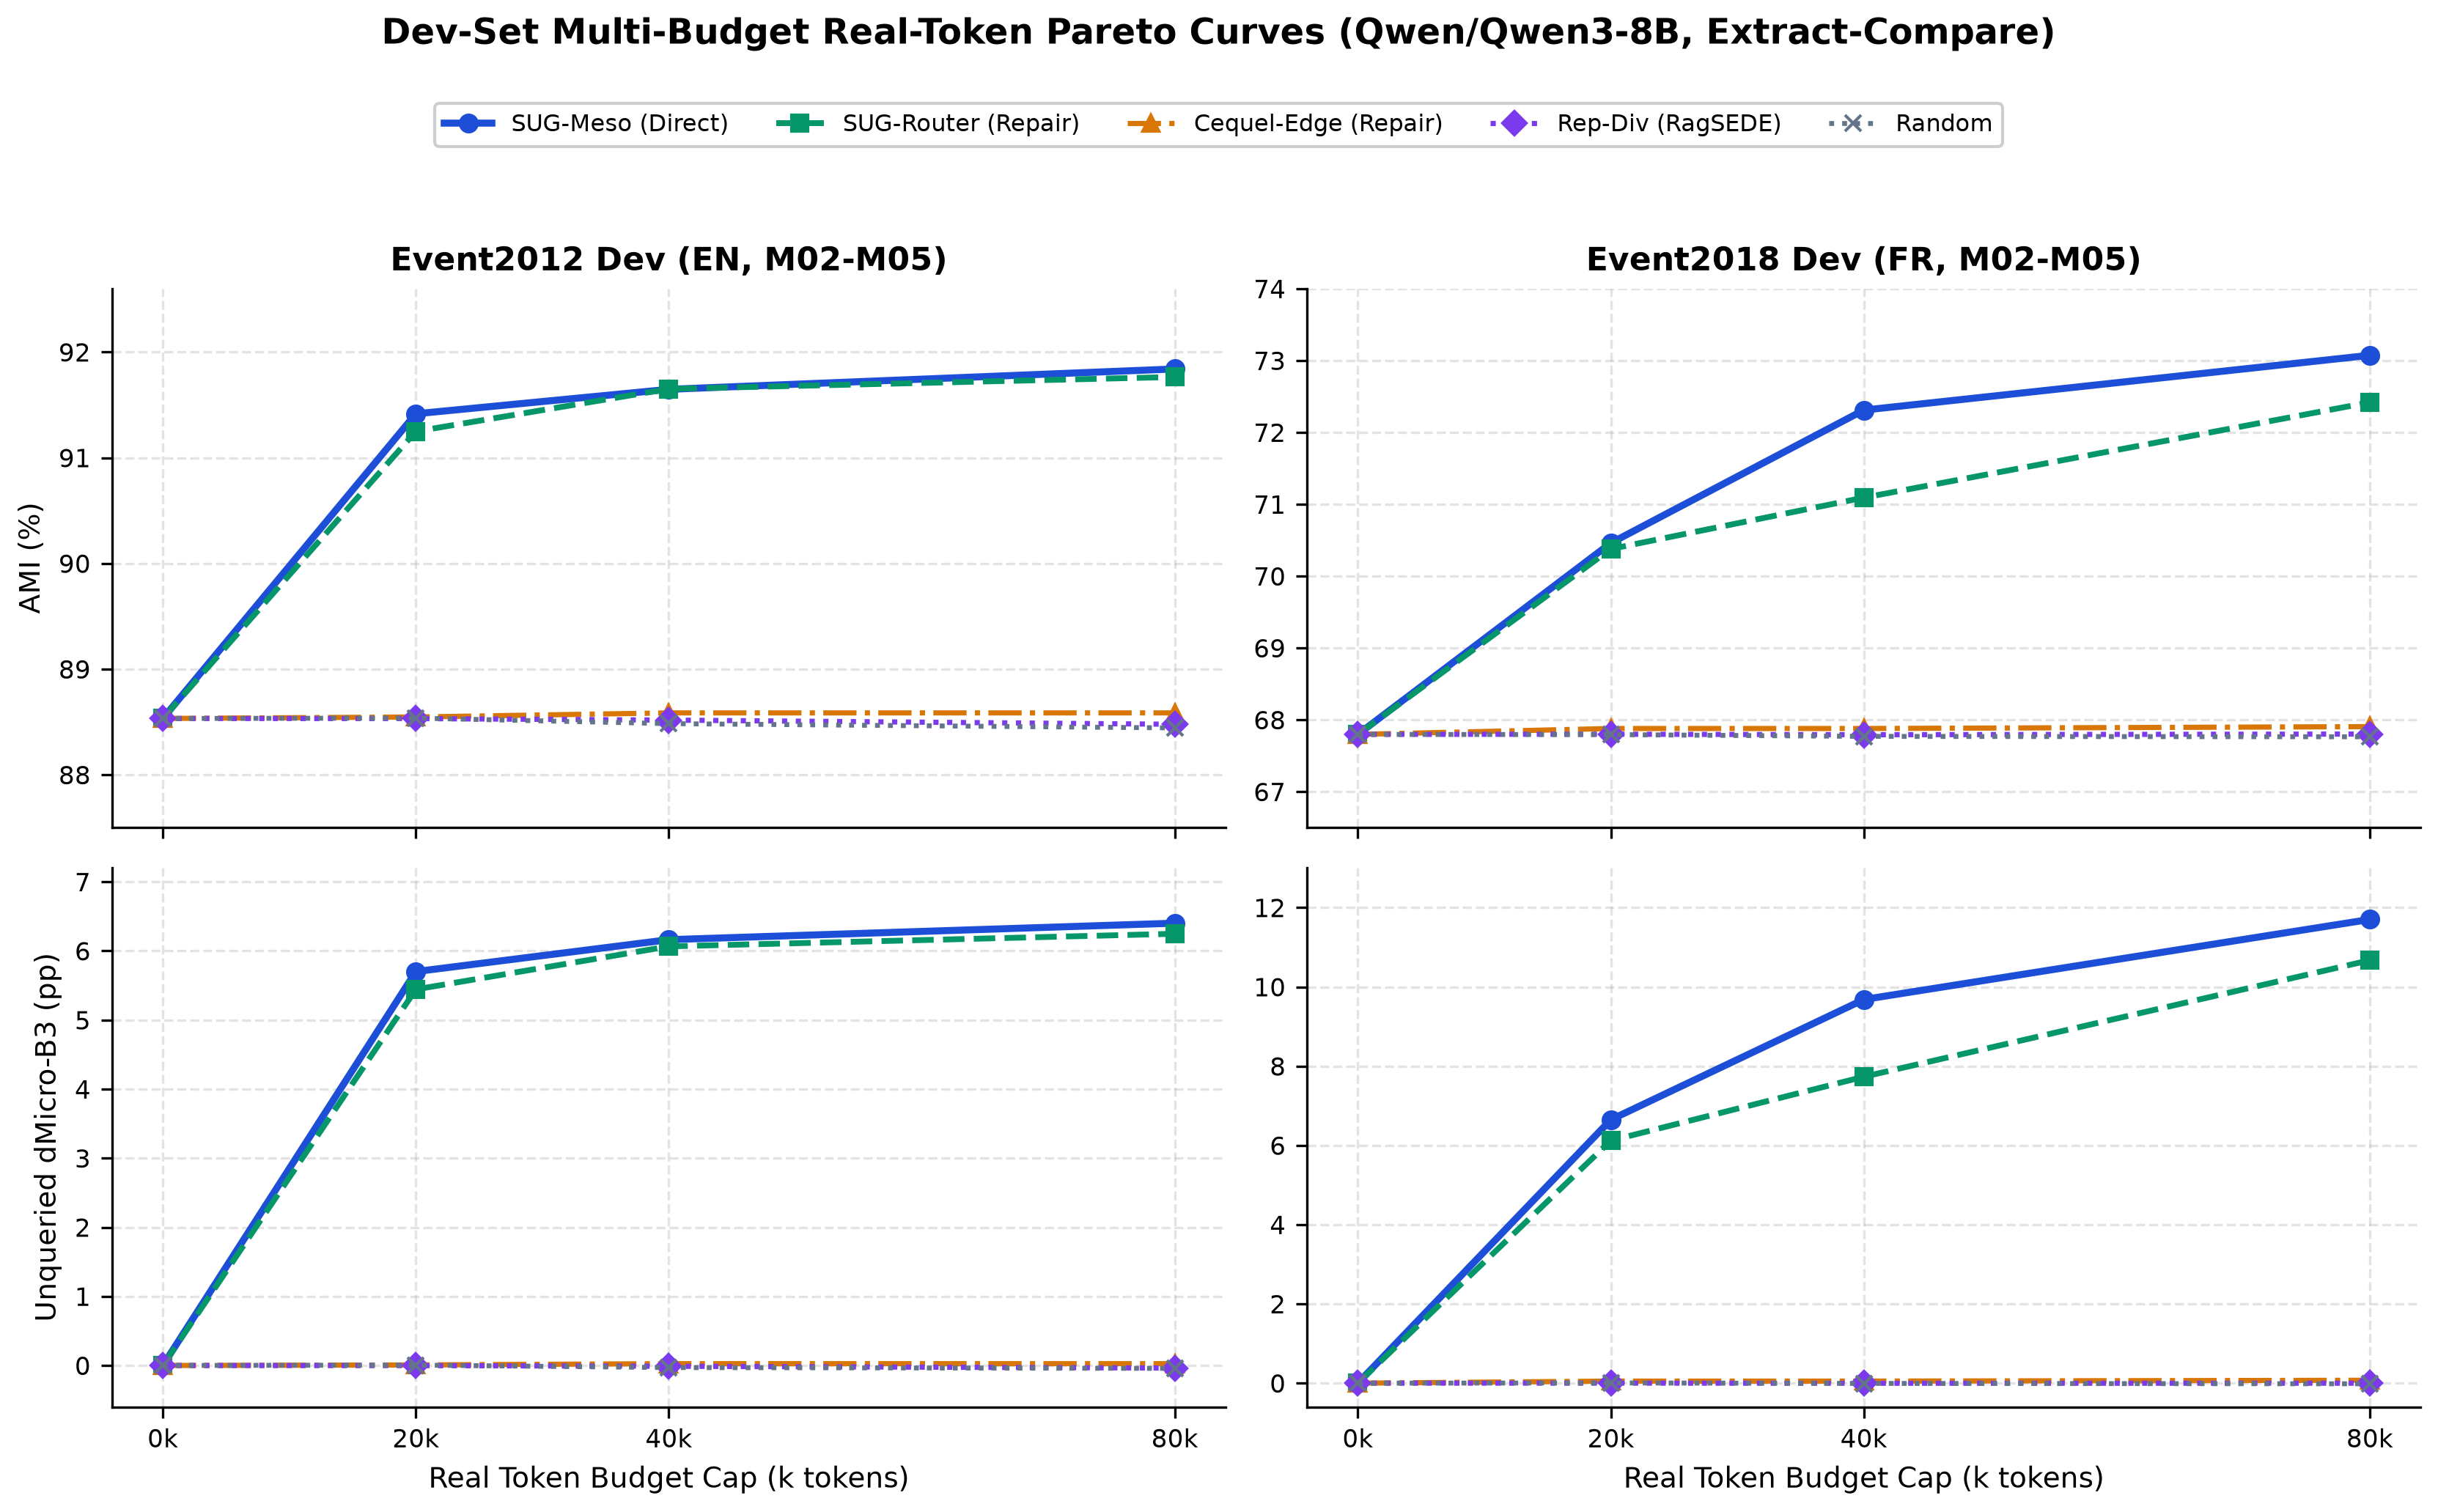 Dev-Set Multi-Budget Real-Token Pareto Curves (Qwen/Qwen3-8B, Extract-Compare)
SUG-Meso (Direct) SUG-Router (Repair) Cequel-Edge (Repair) Rep-Div (RagSEDE) Random
Event2012 Dev (EN, M02-M05)
AMI (%)
92
91
90
89
88
Event2018 Dev (FR, M02-M05)
74
73
72
71
70
69
68
67
Unqueried dMicro-B3 (pp)
7
6
5
4
3
2
1
0
0k 20k 40k 80k
Real Token Budget Cap (k tokens)
12
10
8
6
4
2
0
0k 20k 40k 80k
Real Token Budget Cap (k tokens)